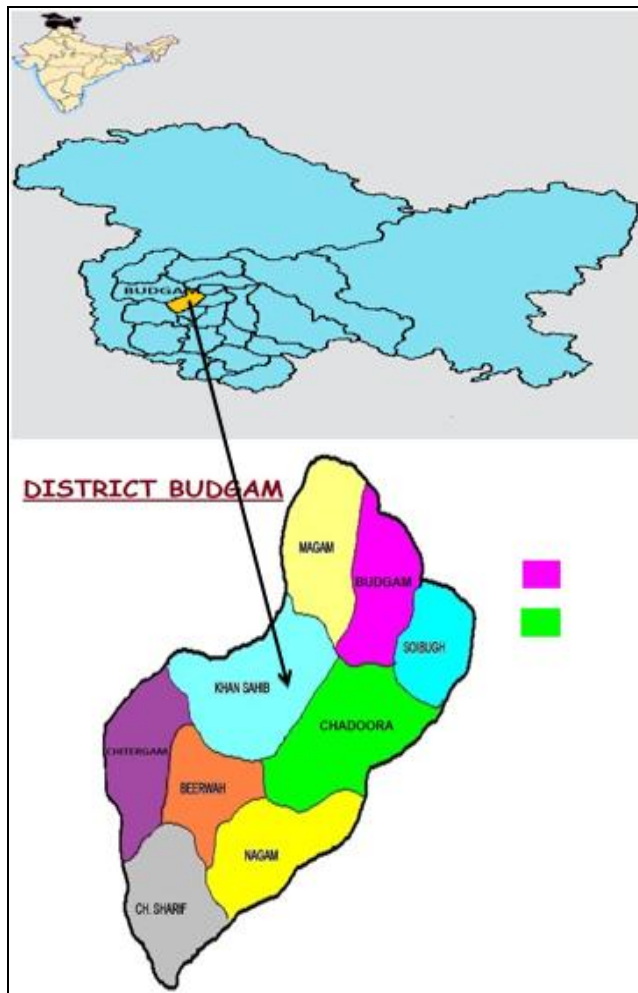 BUDGAM
DISTRICT BUDGAM
MAGAM
BUDGAM
SOIBUGH
KHAN SAHIB
CHADOORA
CHITERGAM
BEERWAH
NAGAM
CH. SHARIF